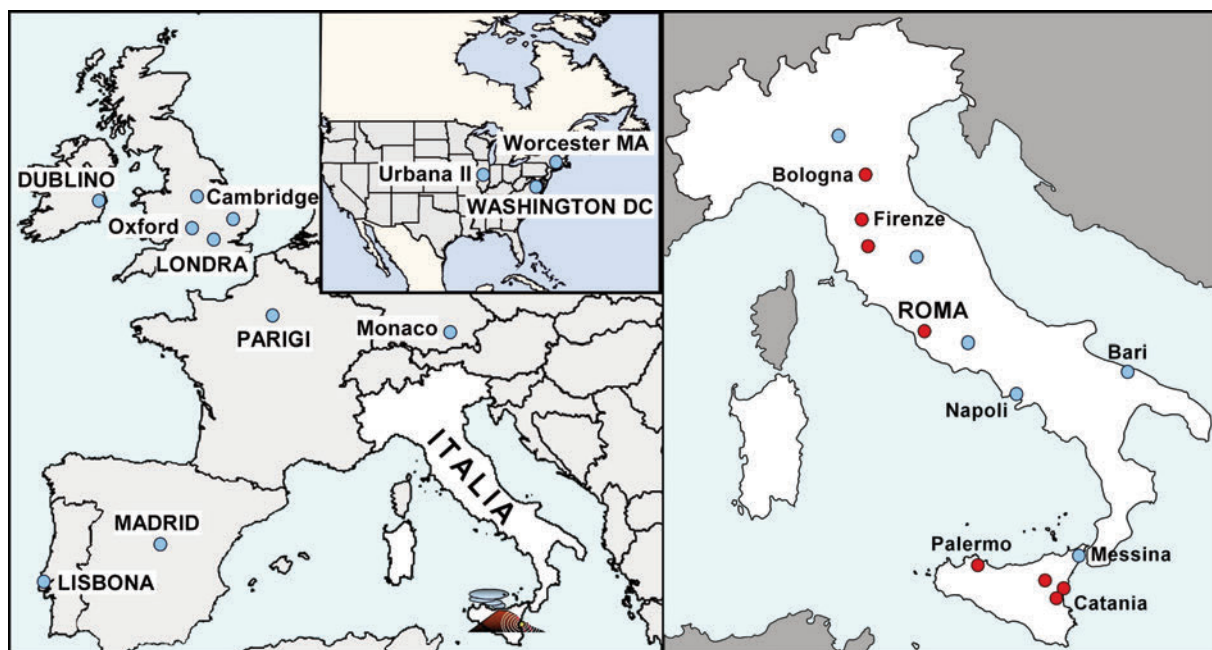 DUBLINO
Cambridge
Oxford
LONDRA
PARIGI
Monaco
ITALIA
MADRID
LISBONA
Worcester MA
Urbana Il
WASHINGTON DC
Bologna
Firenze
ROMA
Bari
Napoli
Palermo
Messina
Catania